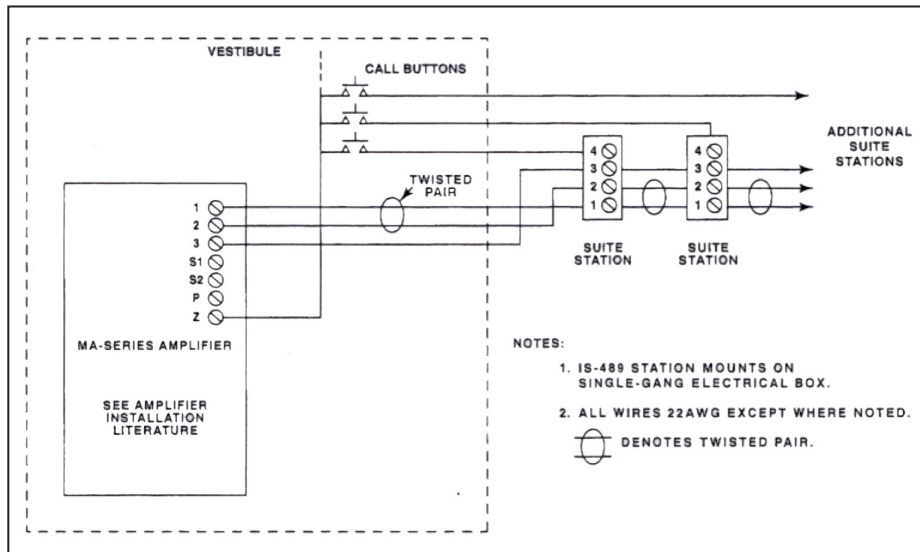 VESTIBULE
CALL BUTTONS
ADDITIONAL
SUITE
STATIONS
TWISTED
PAIR
4
3
2
1
4
3
2
1
SUITE
STATION
SUITE
STATION
1
2
3
S1
S2
P
Z
MA-SERIES AMPLIFIER
SEE AMPLIFIER
INSTALLATION
LITERATURE
NOTES:
1. IS-489 STATION MOUNTS ON
SINGLE-GANG ELECTRICAL BOX.
2. ALL WIRES 22AWG EXCEPT WHERE NOTED.
DENOTES TWISTED PAIR.